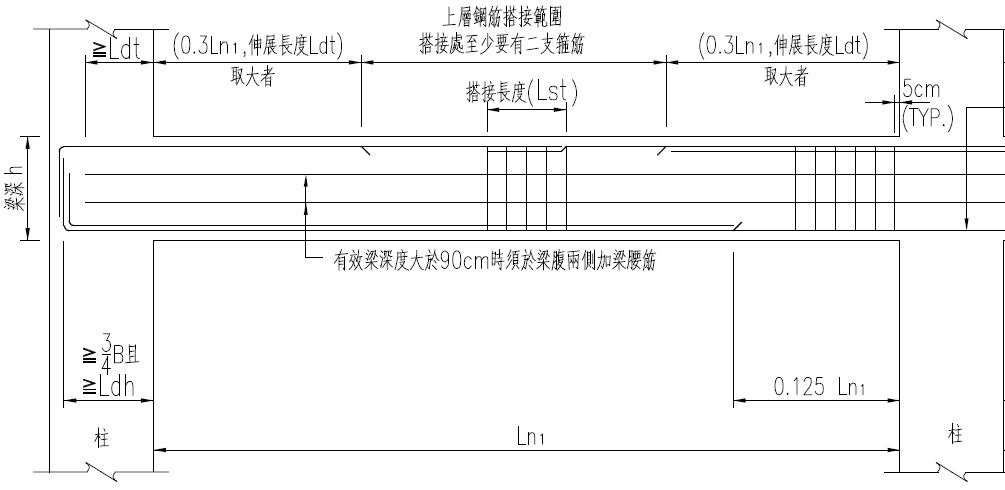 上層鋼筋搭接範圍
搭接處至少要有二支箍筋
≧Ldt
(0.3Ln₁,伸展長度Ldt)
取大者
(0.3Ln₁,伸展長度Ldt)
取大者
搭接長度(Lst)
5cm
(TYP.)
梁深 h
有效梁深度大於90cm時須於梁腹兩側加梁腰筋
≧3/4B且
≧Ldh
0.125 Ln₁
柱
Ln₁
柱